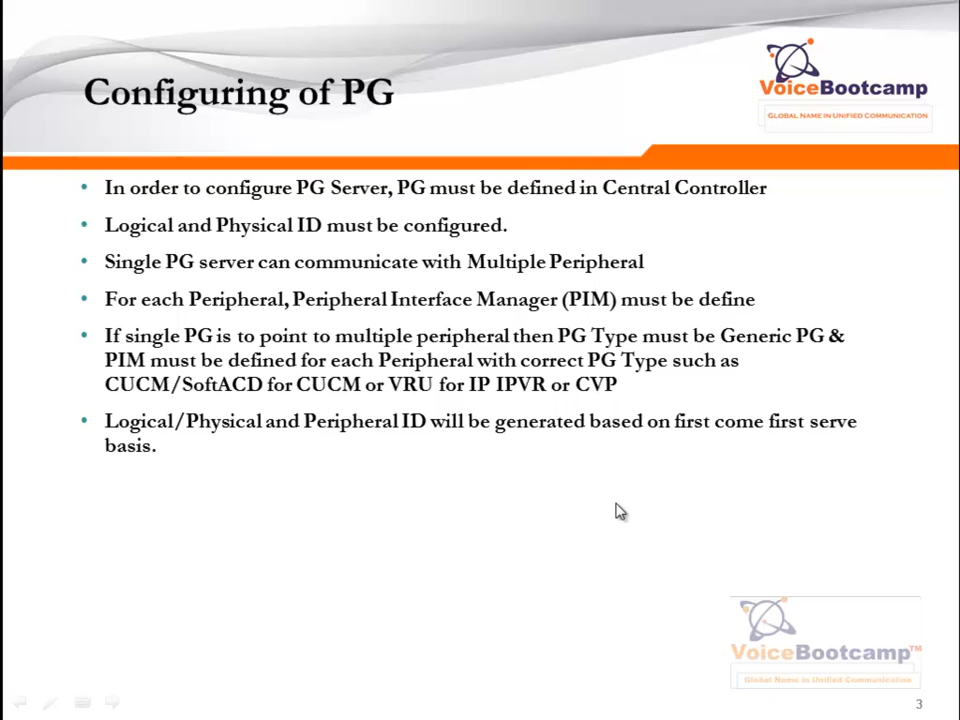 Configuring of PG
VoiceBootcamp
Global Name in Unified Communication
• In order to configure PG Server, PG must be defined in Central Controller
• Logical and Physical ID must be configured.
• Single PG server can communicate with Multiple Peripheral
• For each Peripheral, Peripheral Interface Manager (PIM) must be define
• If single PG is to point to multiple peripheral then PG Type must be Generic PG &
PIM must be defined for each Peripheral with correct PG Type such as
CUCM/SoftACD for CUCM or VRU for IP IPVR or CVP
• Logical/Physical and Peripheral ID will be generated based on first come first serve
basis.
VoiceBootcamp™
Global Name in Unified Communication
3